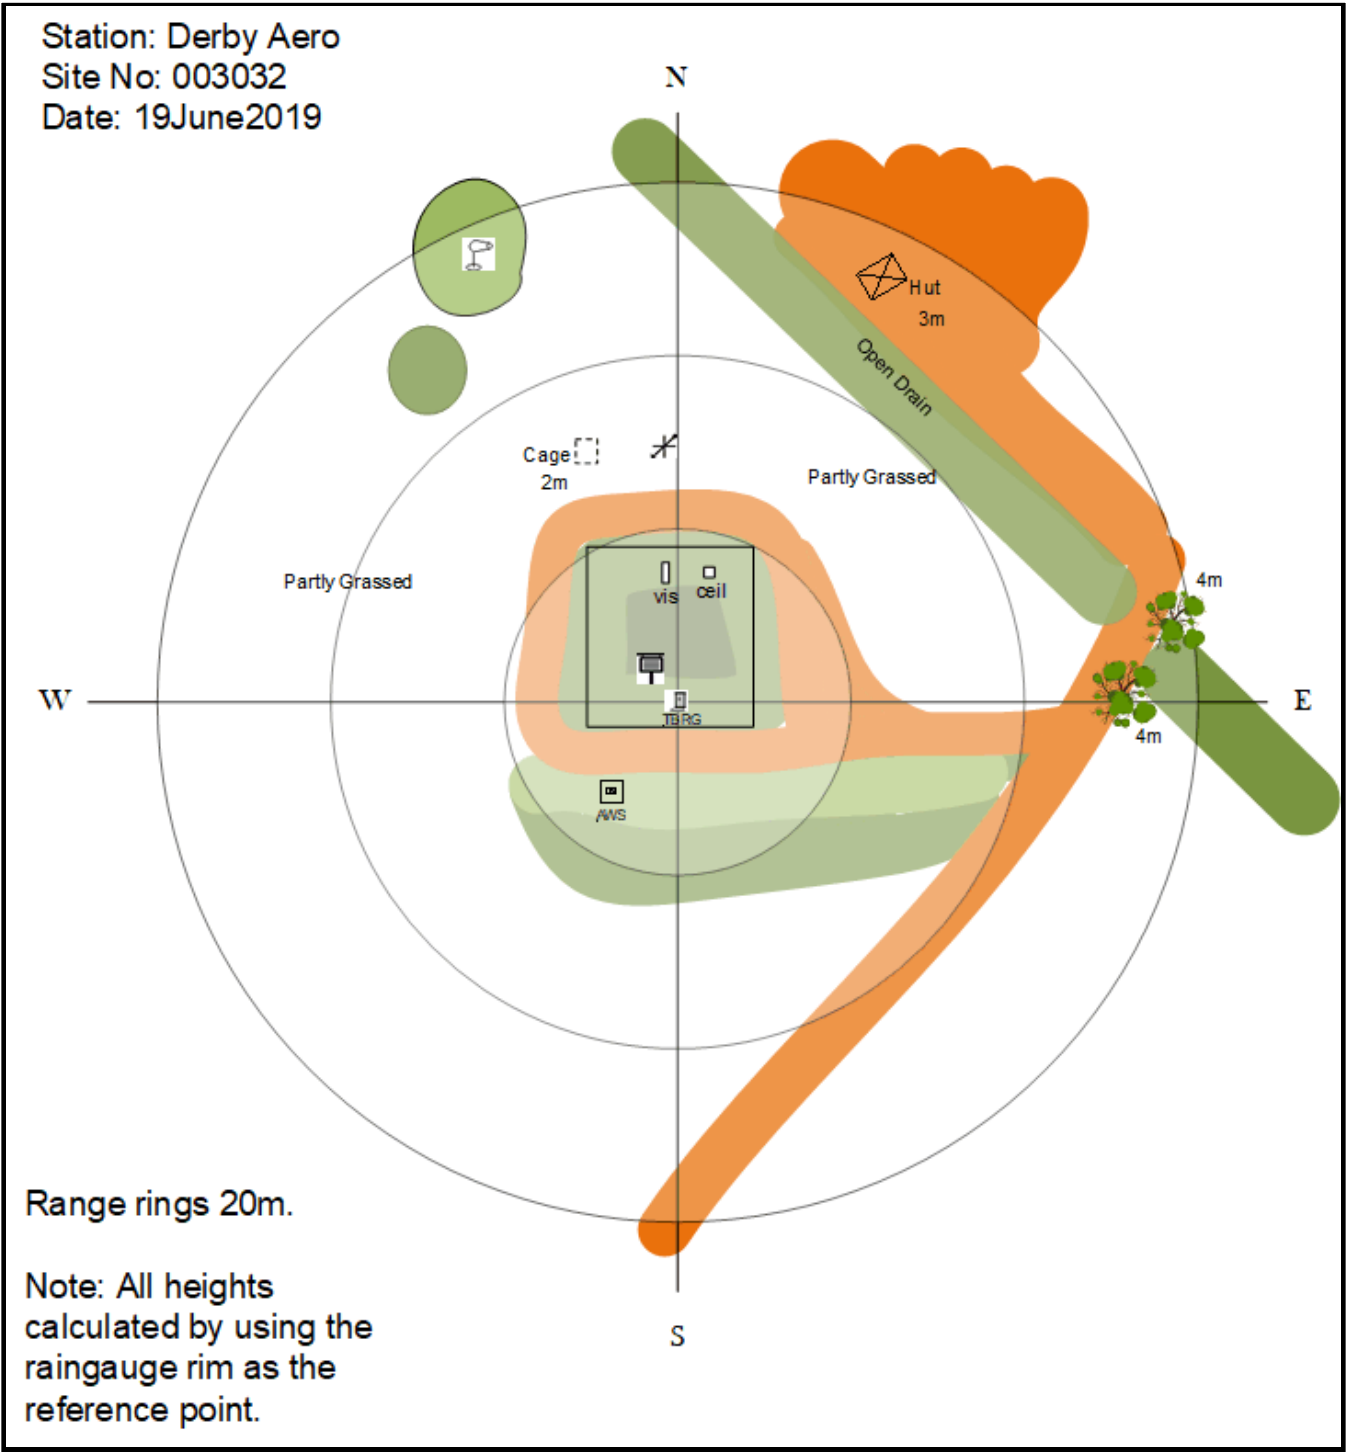 Station: Derby Aero
Site No: 003032
Date: 19June2019
N
Hut
3m
Open Drain
Cage
2m
Partly Grassed
Partly Grassed
vis
ceil
4m
W
E
TBRG
4m
AWS
Range rings 20m.
Note: All heights
calculated by using the
raingauge rim as the
reference point.
S